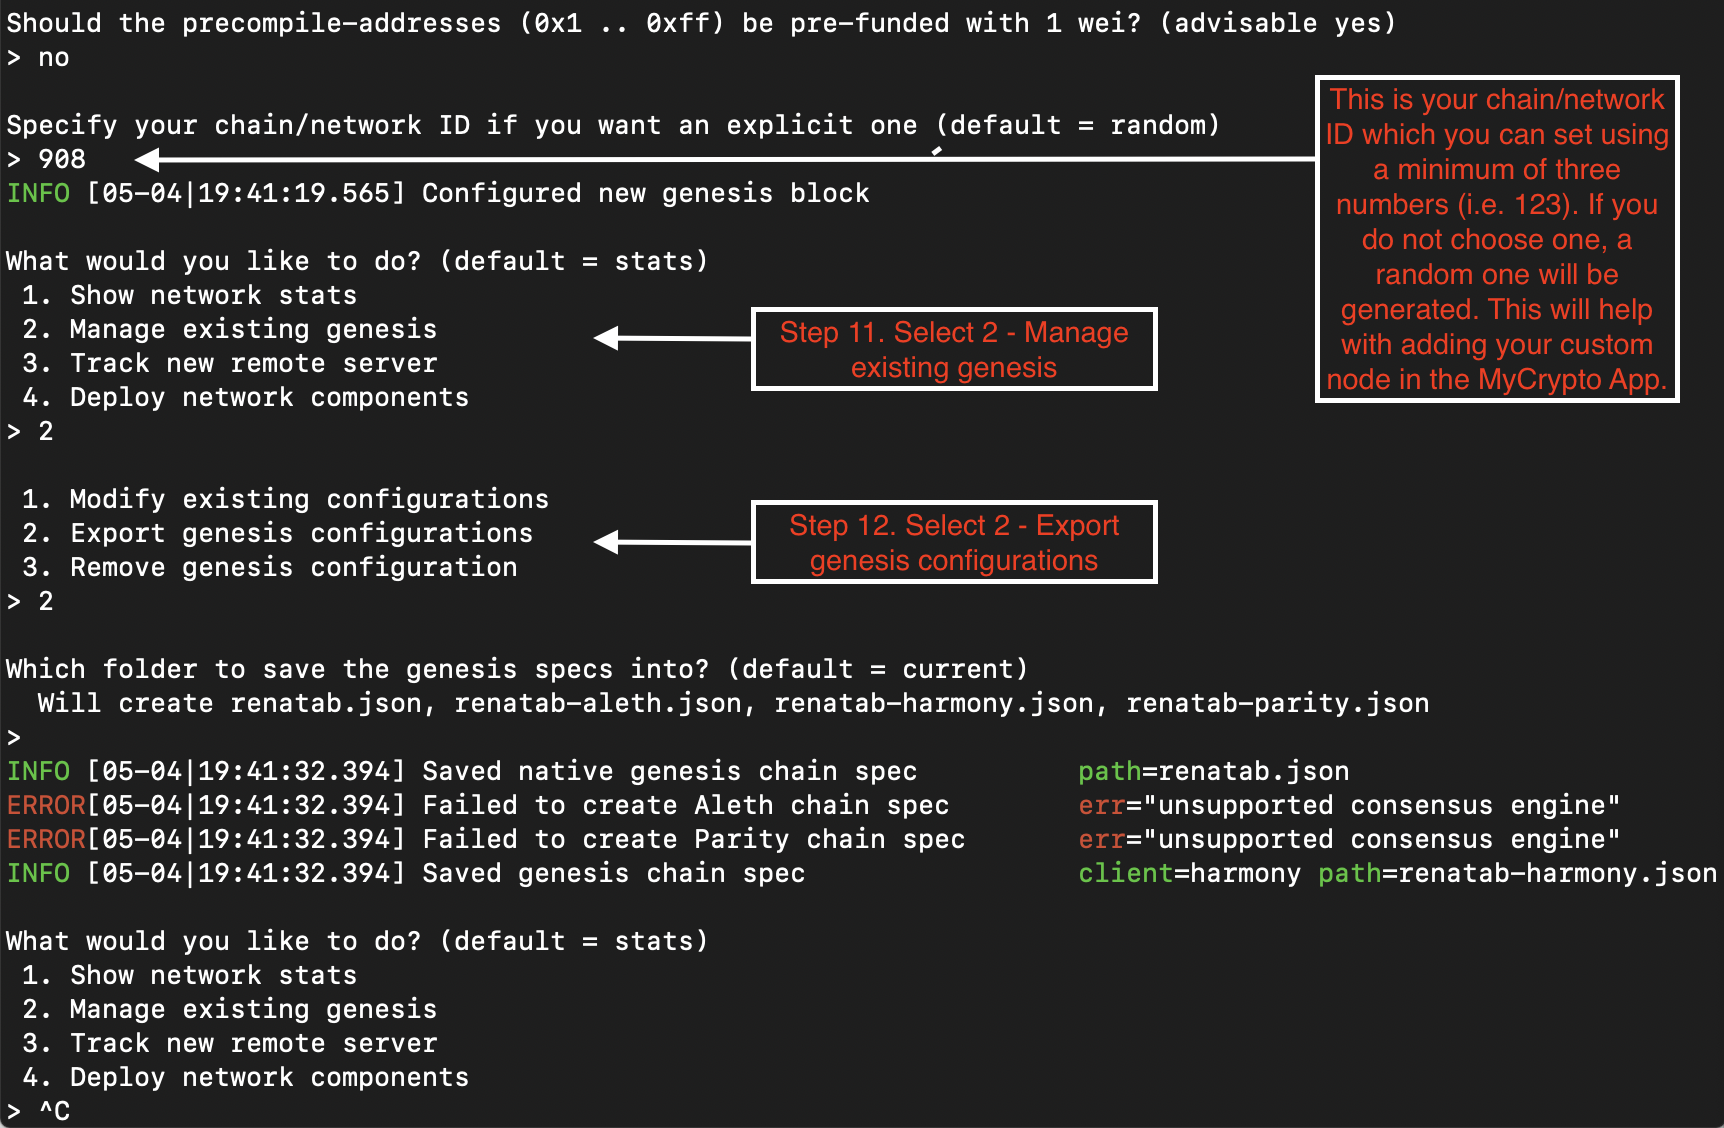 Should the precompile-addresses (0x1 .. 0xff) be pre-funded with 1 wei? (advisable yes)
> no
Specify your chain/network ID if you want an explicit one (default = random)
> 908
INFO [05-04|19:41:19.565] Configured new genesis block
This is your chain/network
ID which you can set using
a minimum of three
numbers (i.e. 123). If you
do not choose one, a
random one will be
generated. This will help
with adding your custom
node in the MyCrypto App.
What would you like to do? (default = stats)
1. Show network stats
2. Manage existing genesis
3. Track new remote server
4. Deploy network components
> 2
Step 11. Select 2 - Manage
existing genesis
1. Modify existing configurations
2. Export genesis configurations
3. Remove genesis configuration
> 2
Step 12. Select 2 - Export
genesis configurations
Which folder to save the genesis specs into? (default = current)
Will create renatab.json, renatab-aleth.json, renatab-harmony.json, renatab-parity.json
>
INFO [05-04|19:41:32.394] Saved native genesis chain spec path=renatab.json
ERROR[05-04|19:41:32.394] Failed to create Aleth chain spec err="unsupported consensus engine"
ERROR[05-04|19:41:32.394] Failed to create Parity chain spec err="unsupported consensus engine"
INFO [05-04|19:41:32.394] Saved genesis chain spec client=harmony path=renatab-harmony.json
What would you like to do? (default = stats)
1. Show network stats
2. Manage existing genesis
3. Track new remote server
4. Deploy network components
> ^C